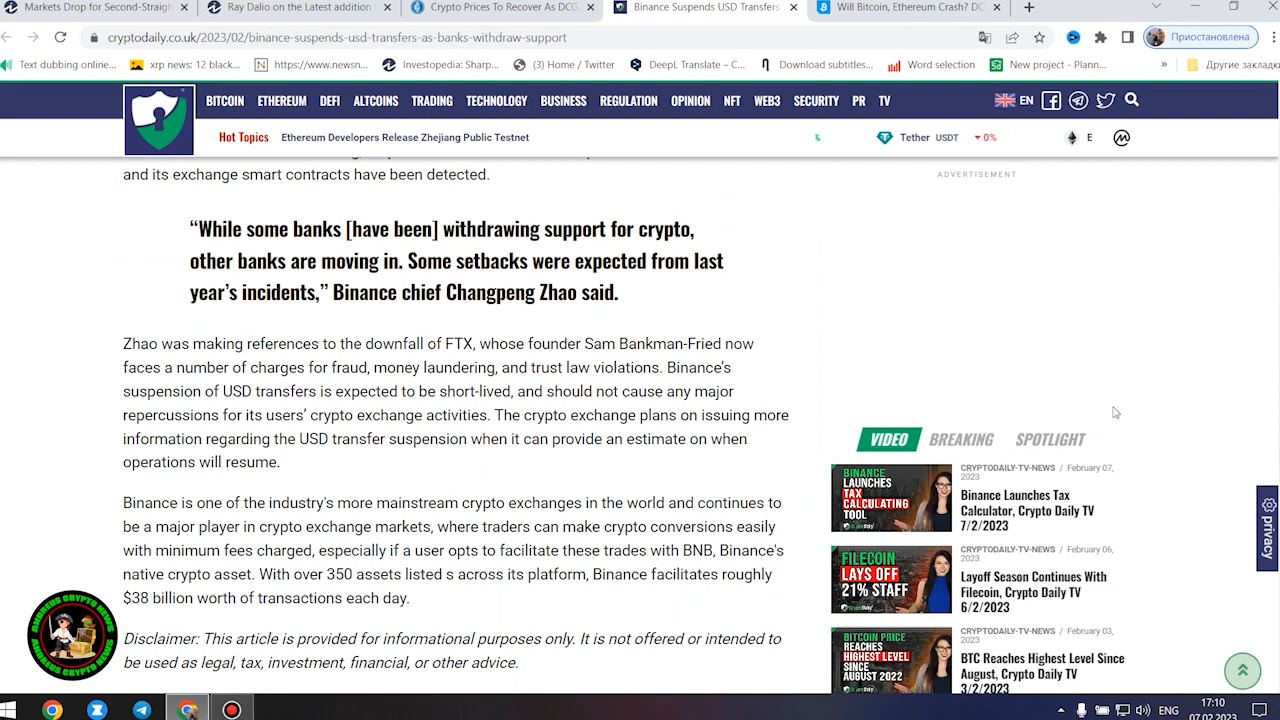 Markets Drop for Second-Straigh
Ray Dalio on the Latest addition
Crypto Prices To Recover As DCG
Binance Suspends USD Transfers
Will Bitcoin, Ethereum Crash? DC
cryptodaily.co.uk/2023/02/binance-suspends-usd-transfers-as-banks-withdraw-support
Приостановлена
Text dubbing online...
xrp news: 12 black...
https://www.newsn...
Investopedia: Sharp...
(3) Home / Twitter
DeepL Translate – C...
Download subtitles...
Word selection
New project - Plann...
»
Другие закладки
BITCOIN ETHEREUM DEFI ALTCOINS TRADING TECHNOLOGY BUSINESS REGULATION OPINION NFT WEB3 SECURITY PR TV
EN
Hot Topics
Ethereum Developers Release Zhejiang Public Testnet
Tether USDT 0%
E
and its exchange smart contracts have been detected.
ADVERTISEMENT
“While some banks [have been] withdrawing support for crypto,
other banks are moving in. Some setbacks were expected from last
year’s incidents,” Binance chief Changpeng Zhao said.
Zhao was making references to the downfall of FTX, whose founder Sam Bankman-Fried now
faces a number of charges for fraud, money laundering, and trust law violations. Binance’s
suspension of USD transfers is expected to be short-lived, and should not cause any major
repercussions for its users’ crypto exchange activities. The crypto exchange plans on issuing more
information regarding the USD transfer suspension when it can provide an estimate on when
operations will resume.
Binance is one of the industry's more mainstream crypto exchanges in the world and continues to
be a major player in crypto exchange markets, where traders can make crypto conversions easily
with minimum fees charged, especially if a user opts to facilitate these trades with BNB, Binance's
native crypto asset. With over 350 assets listed s across its platform, Binance facilitates roughly
$38 billion worth of transactions each day.
Disclaimer: This article is provided for informational purposes only. It is not offered or intended to
be used as legal, tax, investment, financial, or other advice.
VIDEO BREAKING SPOTLIGHT
BINANCE
LAUNCHES
TAX
CALCULATING
TOOL
CRYPTODAILY-TV-NEWS / February 07,
2023
Binance Launches Tax
Calculator, Crypto Daily TV
7/2/2023
FILECOIN
LAYS OFF
21% STAFF
CRYPTODAILY-TV-NEWS / February 06,
2023
Layoff Season Continues With
Filecoin, Crypto Daily TV
6/2/2023
BITCOIN PRICE
REACHES
HIGHEST LEVEL
SINCE
AUGUST 2022
CRYPTODAILY-TV-NEWS / February 03,
2023
BTC Reaches Highest Level Since
August, Crypto Daily TV
3/2/2023
privacy
ANDREUS CRYPTO NEWS
ANDREUS CRYPTO NEWS
ENG
17:10
07.02.2023